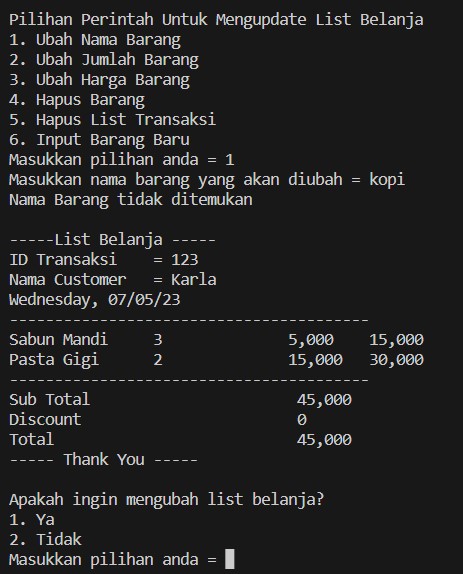 Pilihan Perintah Untuk Mengupdate List Belanja
1. Ubah Nama Barang
2. Ubah Jumlah Barang
3. Ubah Harga Barang
4. Hapus Barang
5. Hapus List Transaksi
6. Input Barang Baru
Masukkan pilihan anda = 1
Masukkan nama barang yang akan diubah = kopi
Nama Barang tidak ditemukan
-----List Belanja -----
ID Transaksi    = 123
Nama Customer   = Karla
Wednesday, 07/05/23
----------------------------------------
Sabun Mandi     3              5,000    15,000
Pasta Gigi      2              15,000   30,000
----------------------------------------
Sub Total                       45,000
Discount                        0
Total                           45,000
----- Thank You -----
Apakah ingin mengubah list belanja?
1. Ya
2. Tidak
Masukkan pilihan anda =